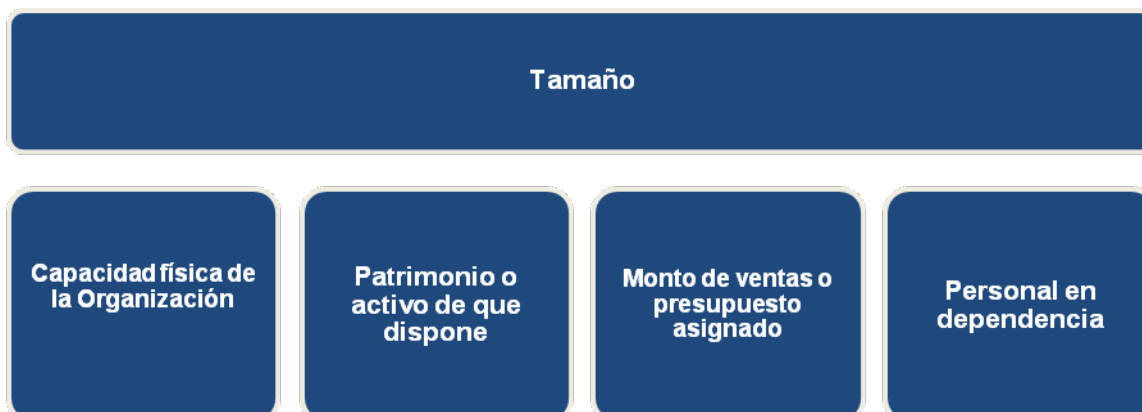 Tamaño
Capacidad física de
la Organización
Patrimonio o
activo de que
dispone
Monto de ventas o
presupuesto
asignado
Personal en
dependencia